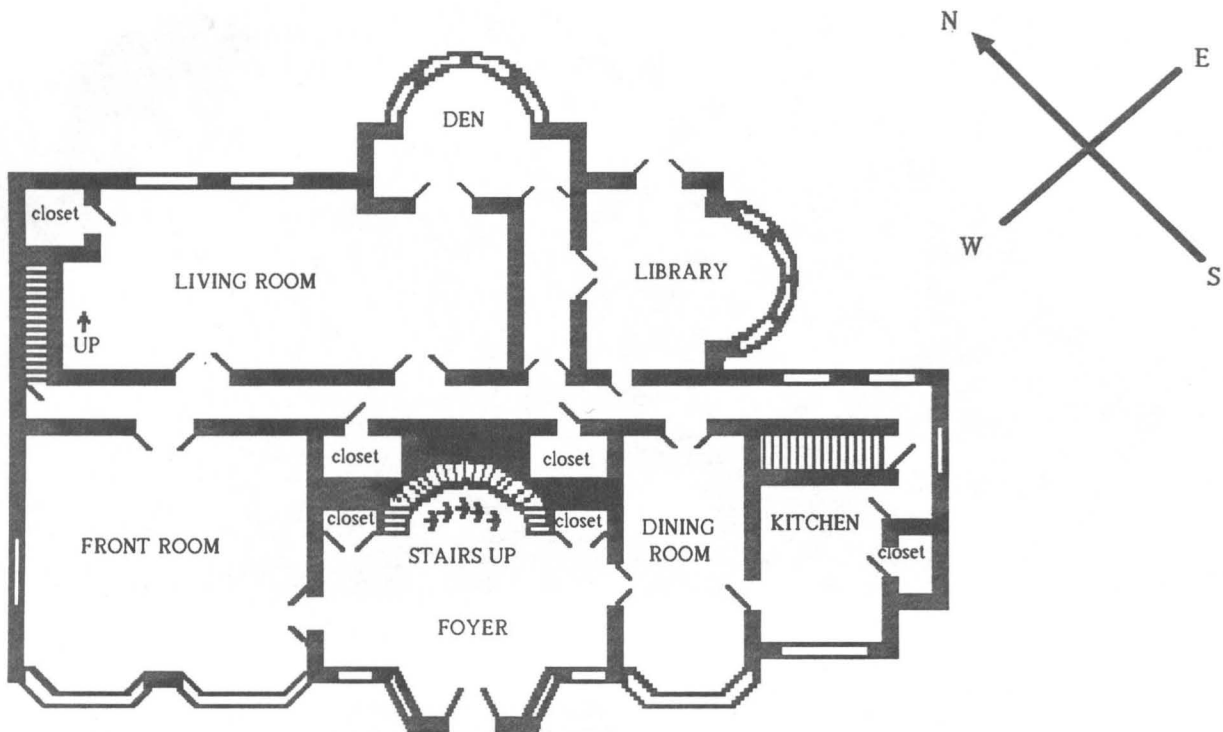 N
E
W
S
DEN
closet
LIVING ROOM
UP
LIBRARY
closet
closet
closet
closet
STAIRS UP
FRONT ROOM
FOYER
DINING
ROOM
KITCHEN
closet